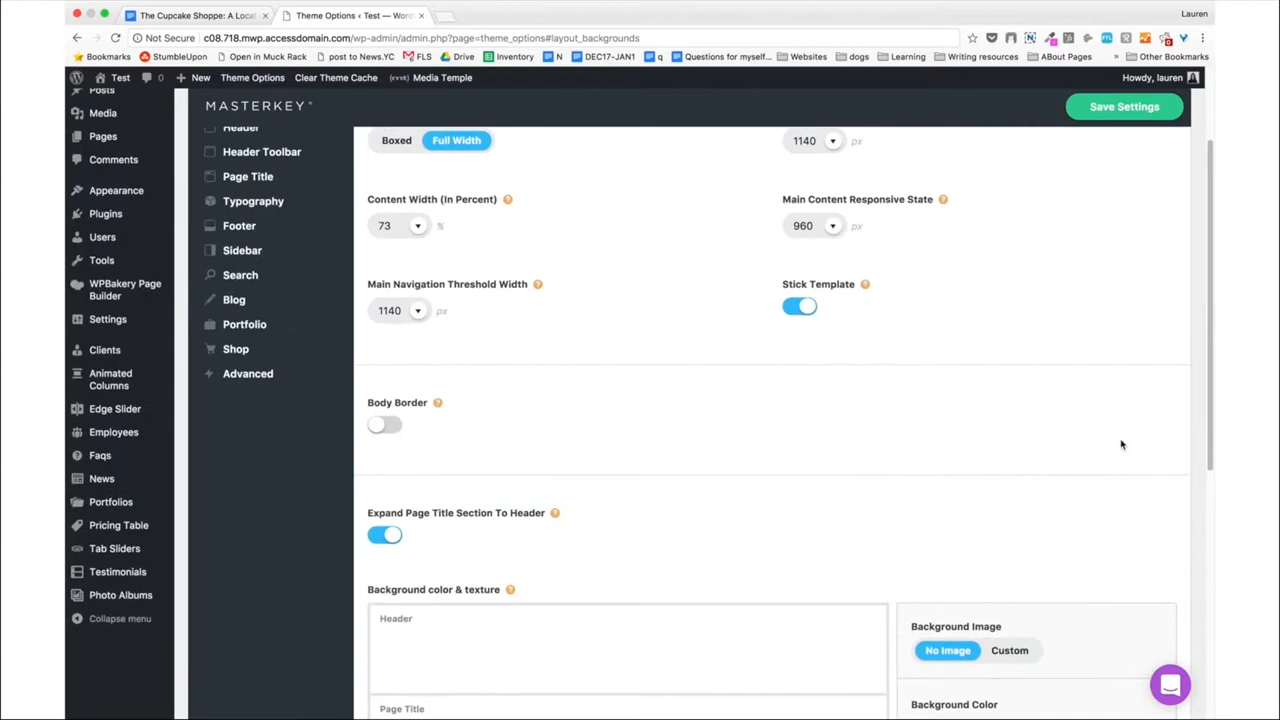 Lauren
The Cupcake Shoppe: A Loca
Theme Options ‹ Test — Word
Not Secure c08.718.mwp.accessdomain.com/wp-admin/admin.php?page=theme_options#layout_backgrounds
Bookmarks StumbleUpon Open in Muck Rack post to News.YC FLS Drive Inventory N DEC17-JAN1 q Questions for myself... Websites dogs Learning Writing resources ABout Pages » Other Bookmarks
Test 0 New Theme Options Clear Theme Cache Media Temple Howdy, lauren
Posts
Media
Pages
Comments
Appearance
Plugins
Users
Tools
WPBakery Page
Builder
Settings
Clients
Animated
Columns
Edge Slider
Employees
Faqs
News
Portfolios
Pricing Table
Tab Sliders
Testimonials
Photo Albums
Collapse menu
MASTERKEY
Save Settings
Header
Header Toolbar
Page Title
Typography
Footer
Sidebar
Search
Blog
Portfolio
Shop
Advanced
Boxed Full Width
1140 px
Content Width (In Percent) ?
73 %
Main Content Responsive State ?
960 px
Main Navigation Threshold Width ?
1140 px
Stick Template ?
Body Border ?
Expand Page Title Section To Header ?
Background color & texture ?
Header
Page Title
Background Image
No Image Custom
Background Color